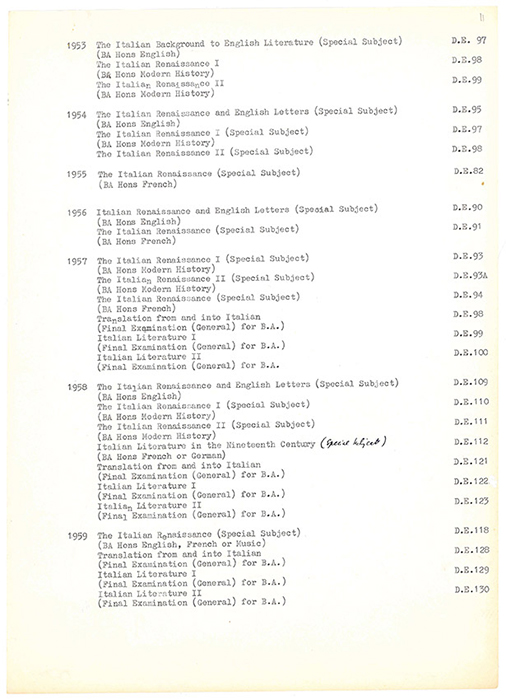 11
1953 The Italian Background to English Literature (Special Subject) D.E. 97
(BA Hons English)
The Italian Renaissance I D.E.98
(BA Hons Modern History)
The Italian Renaissance II D.E.99
(BA Hons Modern History)
1954 The Italian Renaissance and English Letters (Special Subject) D.E.95
(BA Hons English)
The Italian Renaissance I (Special Subject) D.E.97
(BA Hons Modern History)
The Italian Renaissance II (Special Subject) D.E.98
1955 The Italian Renaissance (Special Subject) D.E.82
(BA Hons French)
1956 Italian Renaissance and English Letters (Special Subject) D.E.90
(BA Hons English)
The Italian Renaissance (Special Subject) D.E.91
(BA Hons French)
1957 The Italian Renaissance I (Special Subject) D.E.93
(BA Hons Modern History)
The Italian Renaissance II (Special Subject) D.E.93A
(BA Hons Modern History)
The Italian Renaissance (Special Subject) D.E.94
(BA Hons French)
Translation from and into Italian D.E.98
(Final Examination (General) for B.A.)
Italian Literature I D.E.99
(Final Examination (General) for B.A.)
Italian Literature II D.E.100
(Final Examination (General) for B.A.
1958 The Italian Renaissance and English Letters (Special Subject) D.E.109
(BA Hons English)
The Italian Renaissance I (Special Subject) D.E.110
(BA Hons Modern History)
The Italian Renaissance II (Special Subject) D.E.111
(BA Hons Modern History)
Italian Literature in the Nineteenth Century (Special Subject) D.E.112
(BA Hons French or German)
Translation from and into Italian D.E.121
(Final Examination (General) for B.A.)
Italian Literature I D.E.122
(Final Examination (General) for B.A.)
Italian Literature II D.E.123
(Final Examination (General) for B.A.)
1959 The Italian Renaissance (Special Subject) D.E.118
(BA Hons English, French or Music)
Translation from and into Italian D.E.128
(Final Examination (General) for B.A.)
Italian Literature I D.E.129
(Final Examination (General) for B.A.)
Italian Literature II D.E.130
(Final Examination (General) for B.A.)